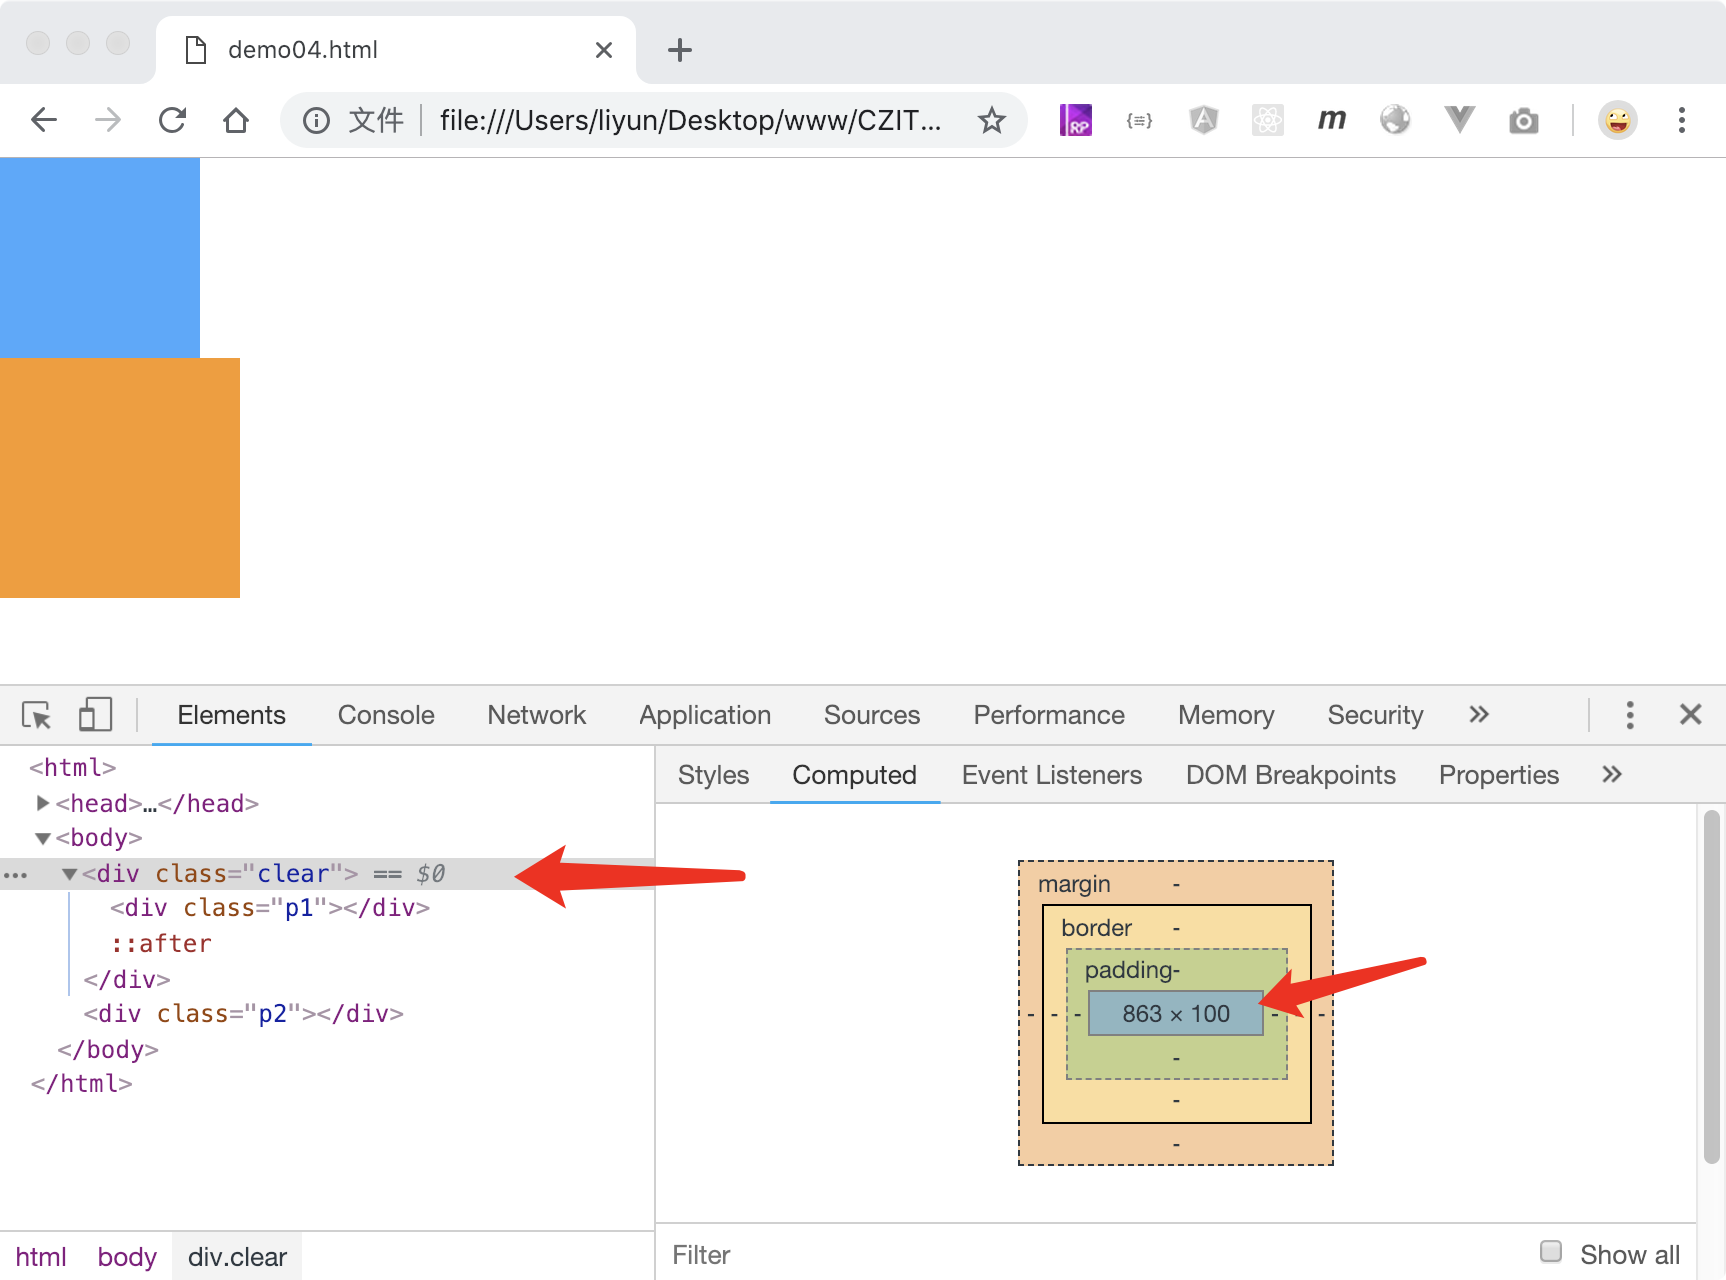 demo04.html
文件 file:///Users/liyun/Desktop/www/CZIT...
RP {≡} A m
Elements Console Network Application Sources Performance Memory Security »
<html>
<head>…</head>
<body>
<div class="clear"> == $0
<div class="p1"></div>
::after
</div>
<div class="p2"></div>
</body>
</html>
html body div.clear
Styles Computed Event Listeners DOM Breakpoints Properties »
margin -
border -
padding-
- - - 863 × 100 - -
-
-
-
Filter Show all